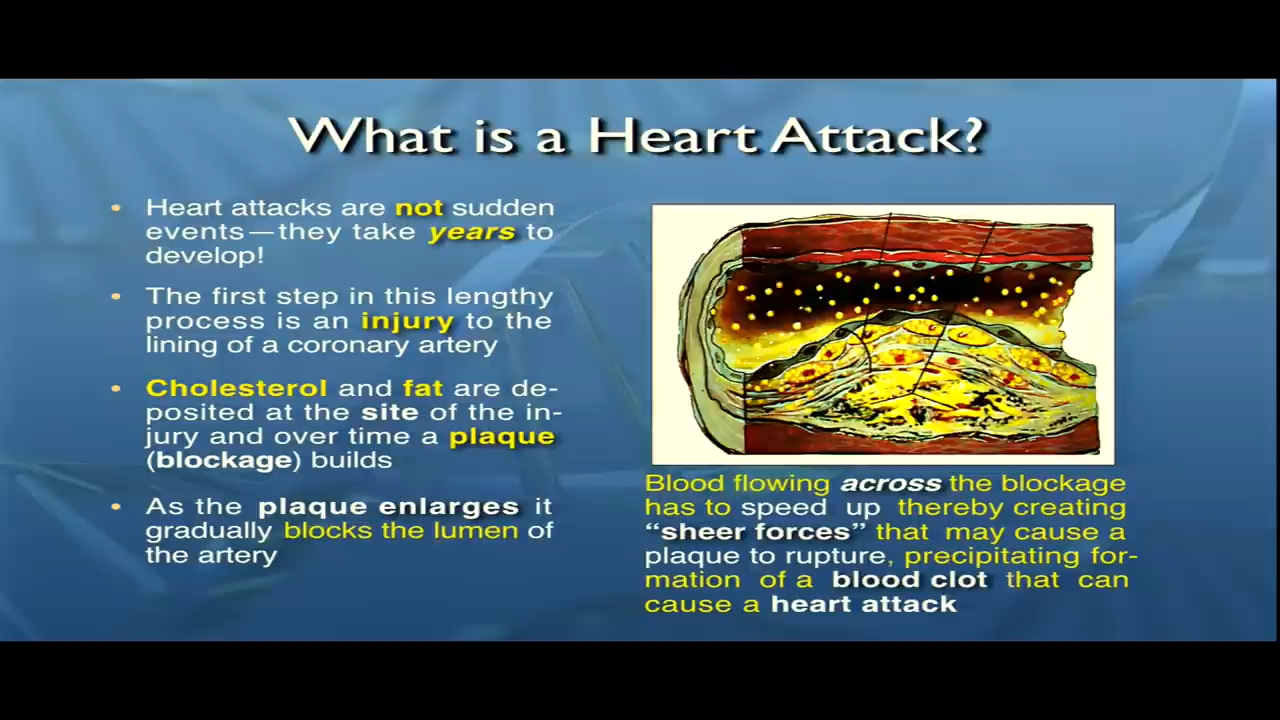 What is a Heart Attack?
• Heart attacks are not sudden
events—they take years to
develop!
• The first step in this lengthy
process is an injury to the
lining of a coronary artery
• Cholesterol and fat are de-
posited at the site of the in-
jury and over time a plaque
(blockage) builds
• As the plaque enlarges it
gradually blocks the lumen of
the artery
Blood flowing across the blockage
has to speed up thereby creating
“sheer forces” that may cause a
plaque to rupture, precipitating for-
mation of a blood clot that can
cause a heart attack